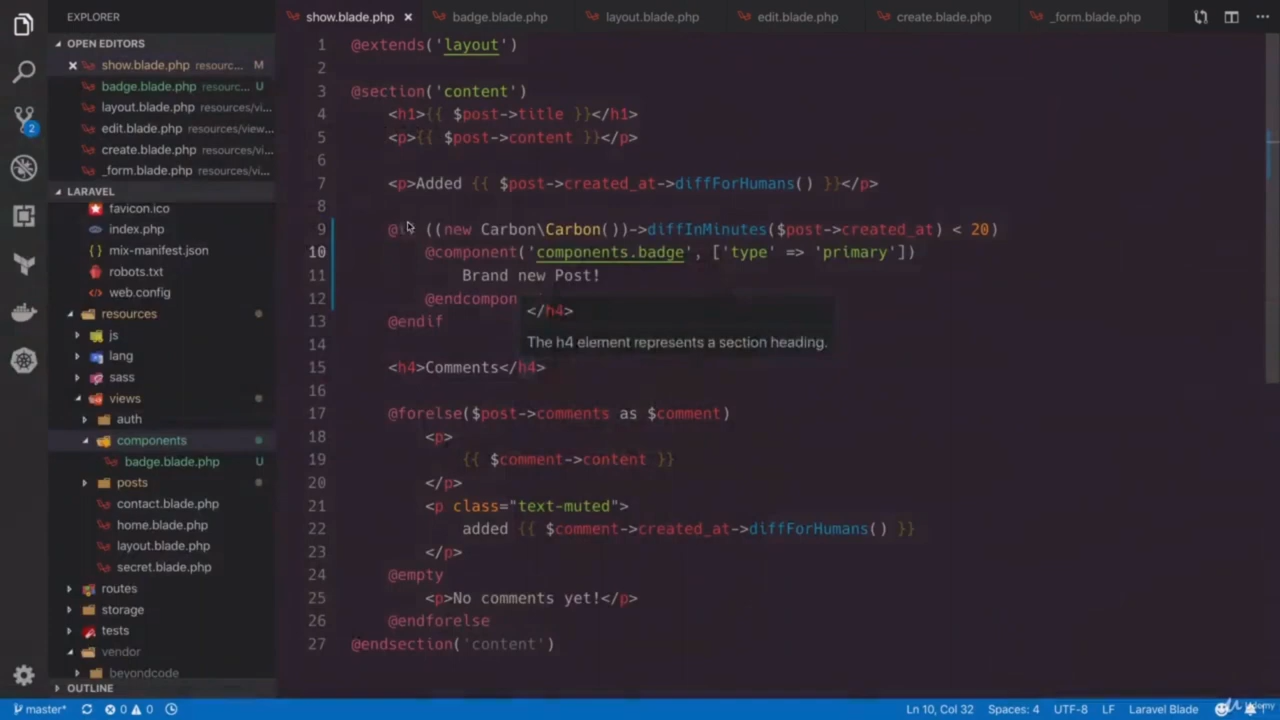 EXPLORER
show.blade.php
badge.blade.php
layout.blade.php
edit.blade.php
create.blade.php
_form.blade.php
OPEN EDITORS
show.blade.php resourc... M
badge.blade.php resourc... U
layout.blade.php resources/vi...
edit.blade.php resources/view...
create.blade.php resources/vi...
_form.blade.php resources/vi...
LARAVEL
favicon.ico
index.php
mix-manifest.json
robots.txt
web.config
resources
js
lang
sass
views
auth
components
badge.blade.php U
posts
contact.blade.php
home.blade.php
layout.blade.php
secret.blade.php
routes
storage
tests
vendor
beyondcode
OUTLINE
2
1 @extends('layout')
2
3 @section('content')
4 <h1>{{ $post->title }}</h1>
5 <p>{{ $post->content }}</p>
6
7 <p>Added {{ $post->created_at->diffForHumans() }}</p>
8
9 ((new Carbon\Carbon())->diffInMinutes($post->created_at) < 20)
10 @component('components.badge', ['type' => 'primary'])
11 Brand new Post!
12 @endcompon
13 @endif
14
15 <h4>Comments</h4>
16
17 @forelse($post->comments as $comment)
18 <p>
19 {{ $comment->content }}
20 </p>
21 <p class="text-muted">
22 added {{ $comment->created_at->diffForHumans() }}
23 </p>
24 @empty
25 <p>No comments yet!</p>
26 @endforelse
27 @endsection('content')
</h4>
The h4 element represents a section heading.
master* 0 0
Ln 10, Col 32 Spaces: 4 UTF-8 LF Laravel Blade
Udemy